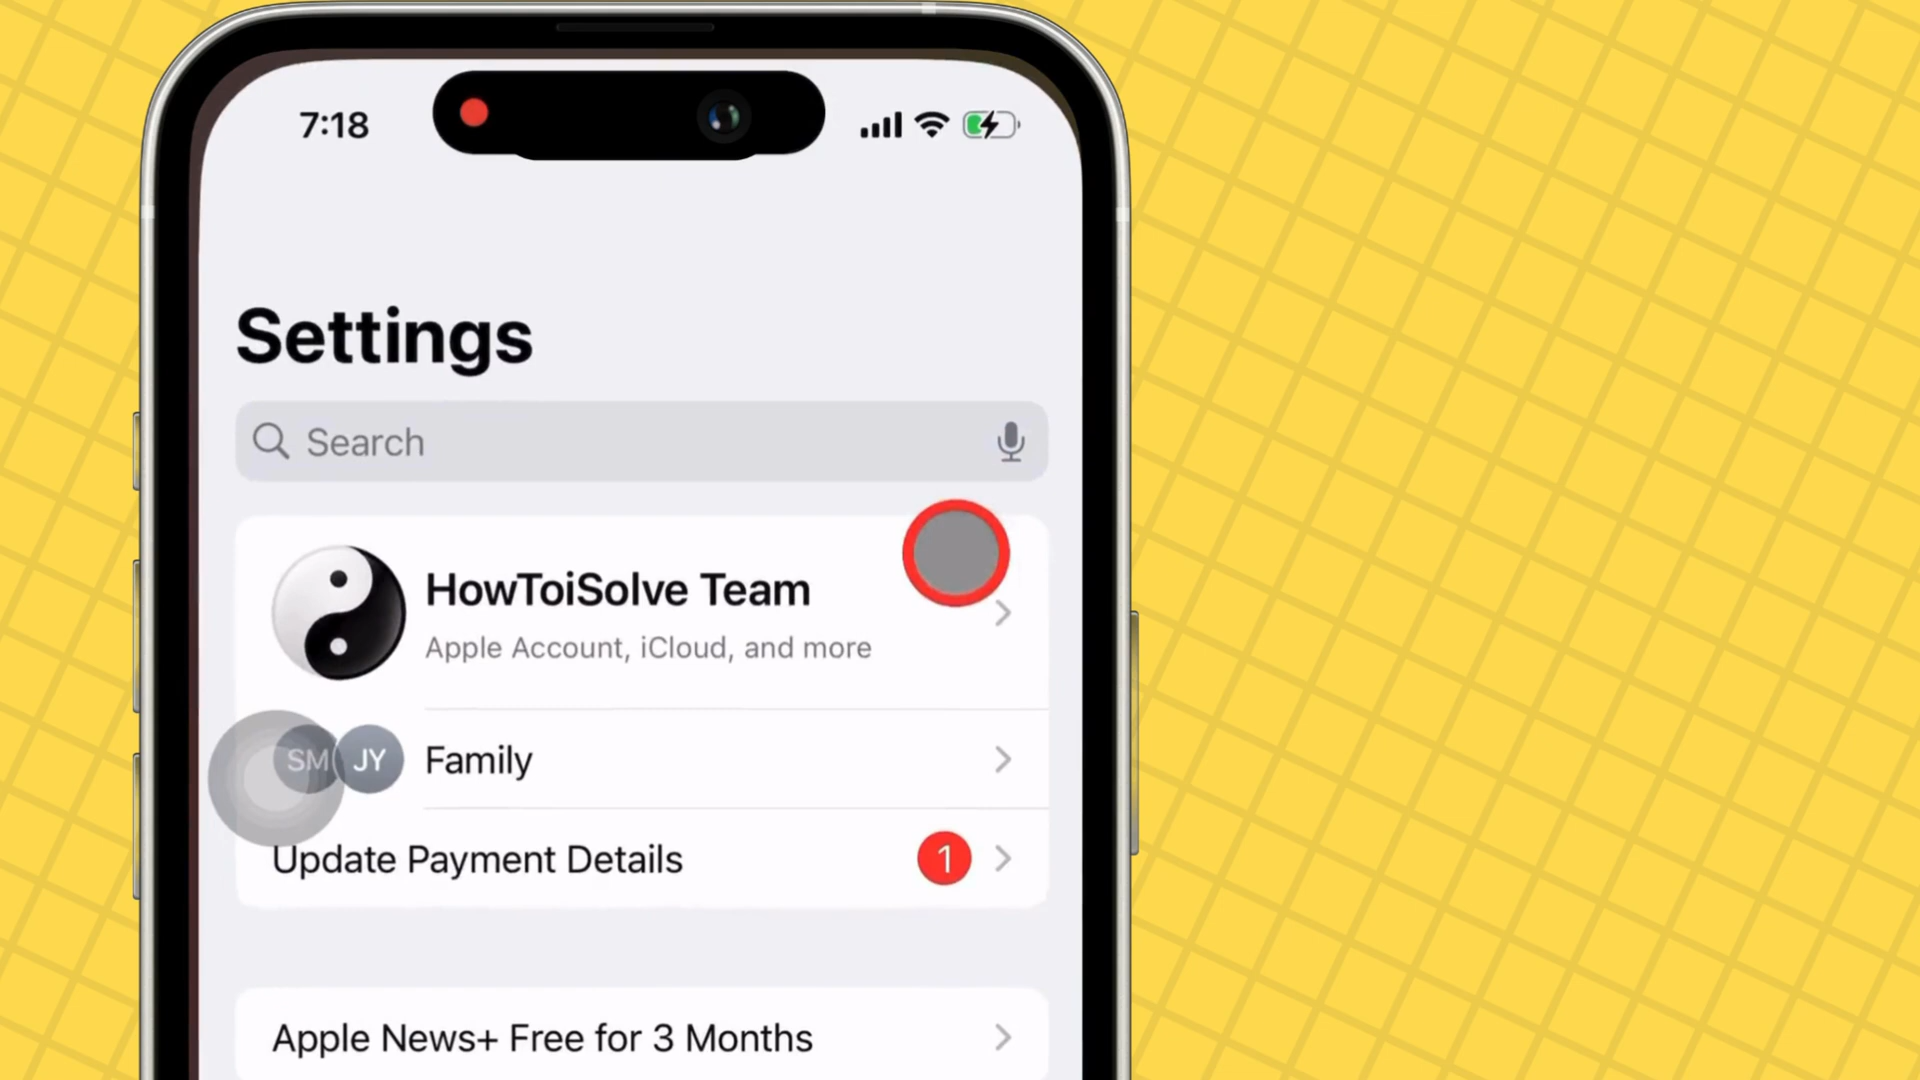 7:18
Settings
Search
HowToiSolve Team
Apple Account, iCloud, and more
SM JY Family
Update Payment Details 1
Apple News+ Free for 3 Months